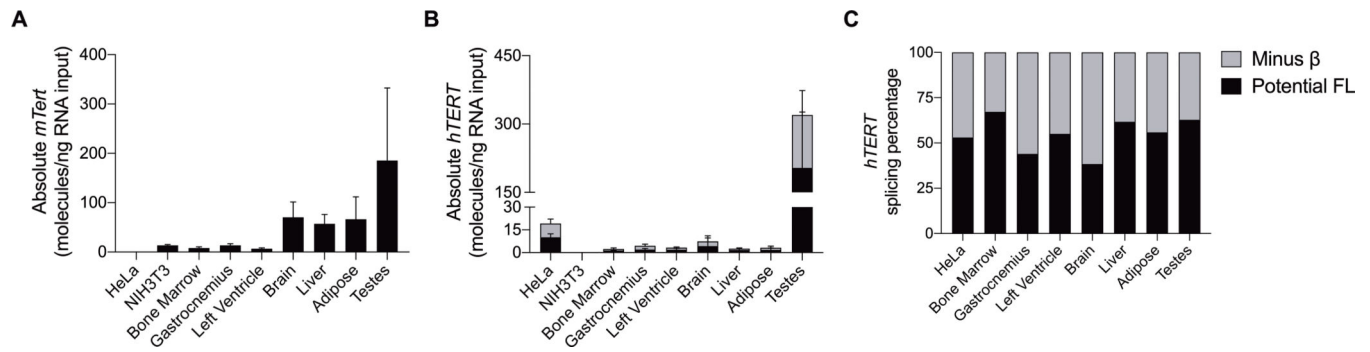 A
Absolute mTert
(molecules/ng RNA input)
400
300
200
100
0
HeLa
NIH3T3
Bone Marrow
Gastrocnemius
Left Ventricle
Brain
Liver
Adipose
Testes
B
Absolute hTERT
(molecules/ng RNA input)
450
300
150
30
15
0
HeLa
NIH3T3
Bone Marrow
Gastrocnemius
Left Ventricle
Brain
Liver
Adipose
Testes
C
hTERT
splicing percentage
100
75
50
25
0
HeLa
Bone Marrow
Gastrocnemius
Left Ventricle
Brain
Liver
Adipose
Testes
Minus β
Potential FL